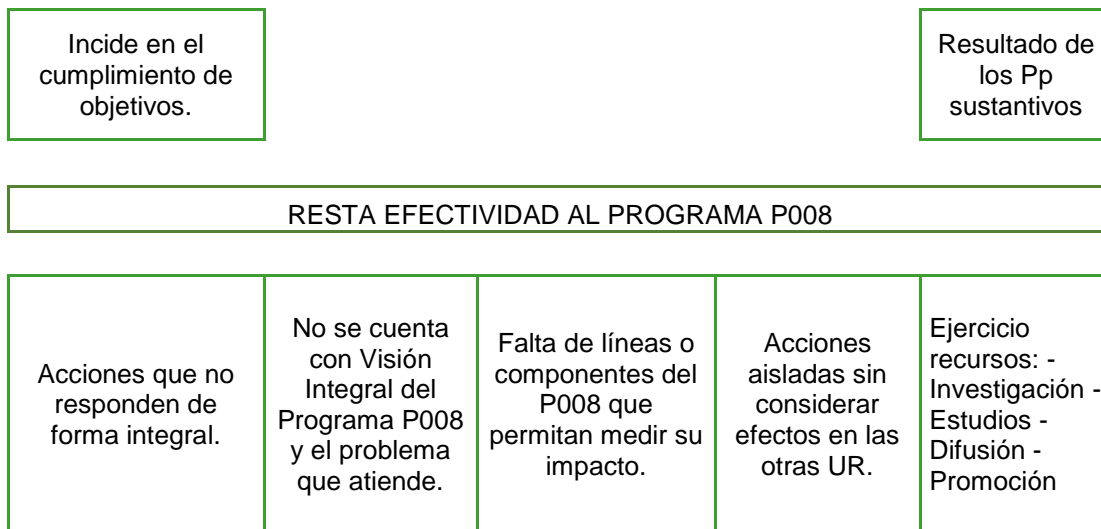 Incide en el
cumplimiento de
objetivos.
Resultado de
los Pp
sustantivos
RESTA EFECTIVIDAD AL PROGRAMA P008
Acciones que no
responden de
forma integral.
No se cuenta
con Visión
Integral del
Programa P008
y el problema
que atiende.
Falta de líneas o
componentes del
P008 que
permitan medir su
impacto.
Acciones
aisladas sin
considerar
efectos en las
otras UR.
Ejercicio
recursos: -
Investigación -
Estudios -
Difusión -
Promoción